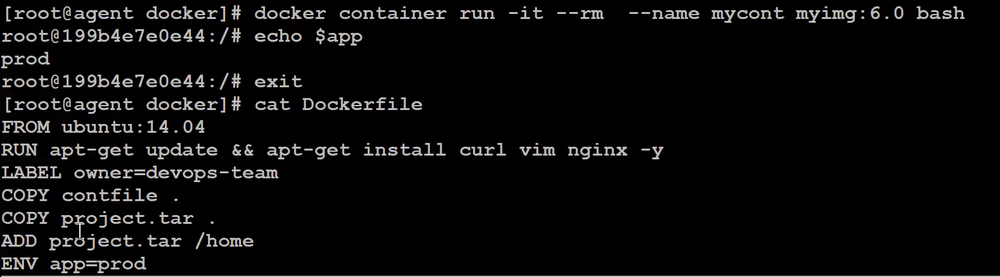 [root@agent docker]# docker container run -it --rm  --name mycont myimg:6.0 bash
root@199b4e7e0e44:/# echo $app
prod
root@199b4e7e0e44:/# exit
[root@agent docker]# cat Dockerfile
FROM ubuntu:14.04
RUN apt-get update && apt-get install curl vim nginx -y
LABEL owner=devops-team
COPY contfile .
COPY project.tar .
ADD project.tar /home
ENV app=prod